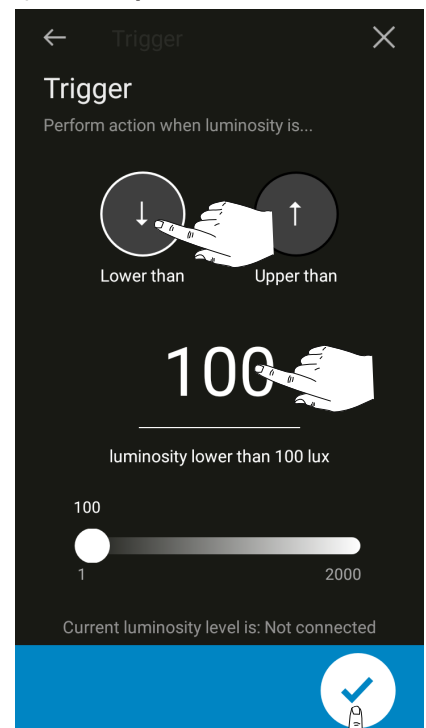 Trigger
Trigger
Perform action when luminosity is...
Lower than
Upper than
100
luminosity lower than 100 lux
100
1
2000
Current luminosity level is: Not connected